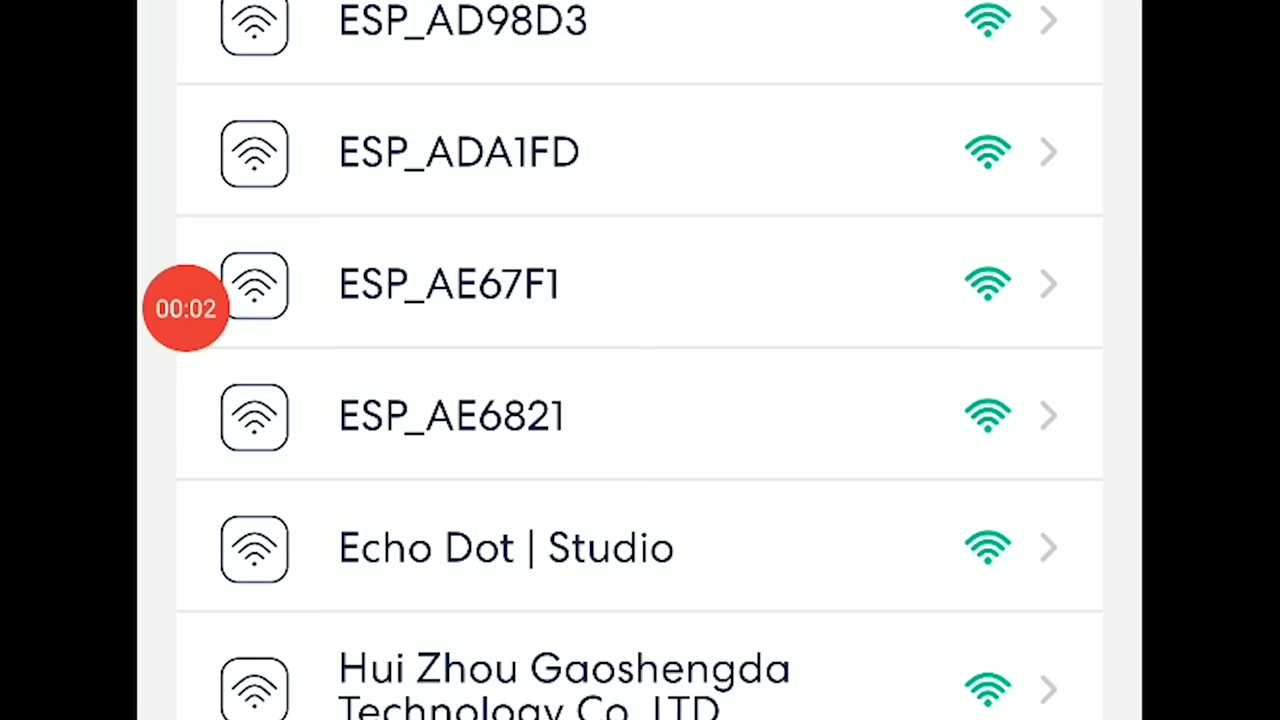 ESP_AD98D3
ESP_ADA1FD
ESP_AE67F1
00:02
ESP_AE6821
Echo Dot | Studio
Hui Zhou Gaoshengda
Technology Co. LTD